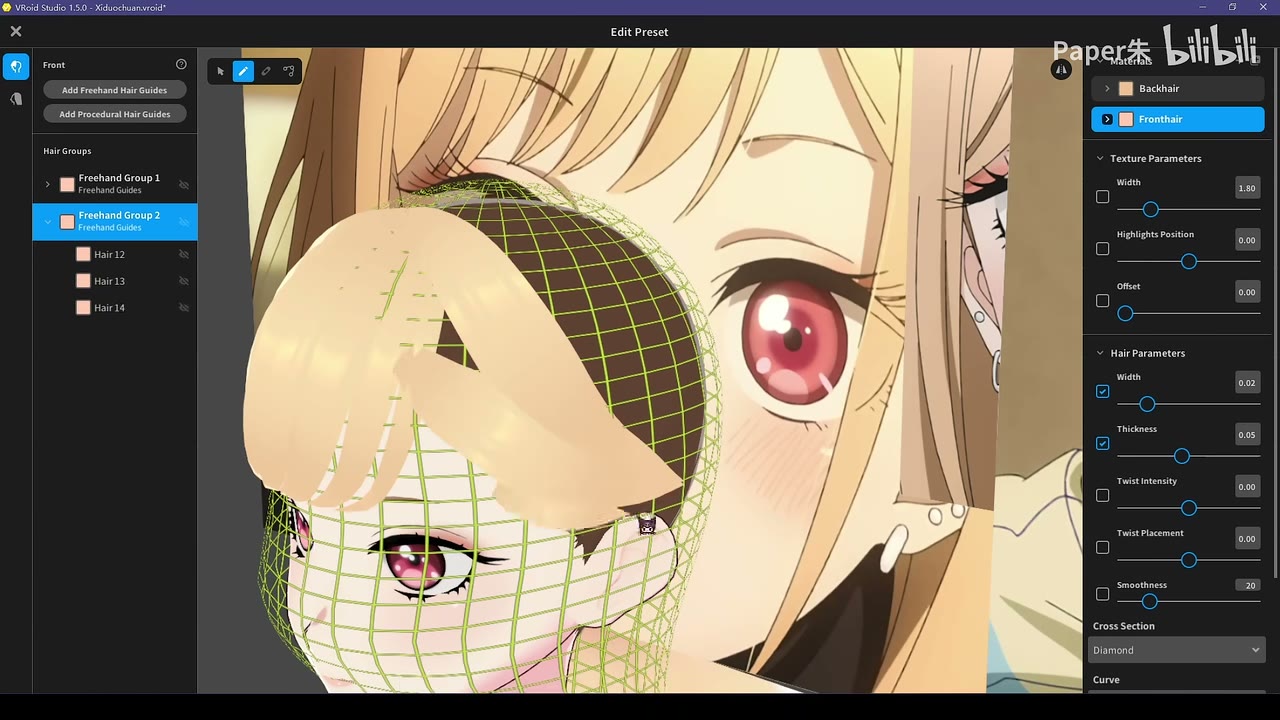 VRoid Studio 1.5.0 - Xiduochuan.vroid*
Edit Preset
Paper朱 bilibili
Front
Add Freehand Hair Guides
Add Procedural Hair Guides
Hair Groups
Freehand Group 1
Freehand Guides
Freehand Group 2
Freehand Guides
Hair 12
Hair 13
Hair 14
Materials
Backhair
Fronthair
Texture Parameters
Width
1.80
Highlights Position
0.00
Offset
0.00
Hair Parameters
Width
0.02
Thickness
0.05
Twist Intensity
0.00
Twist Placement
0.00
Smoothness
20
Cross Section
Diamond
Curve